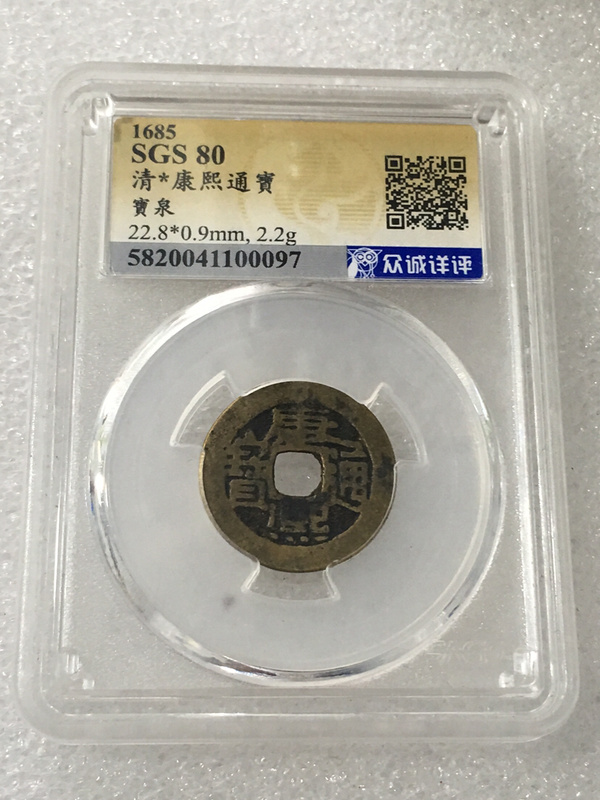 1685
SGS 80
清*康熙通寶
寶泉
22.8*0.9mm, 2.2g
5820041100097
众诚详评
康熙通寶